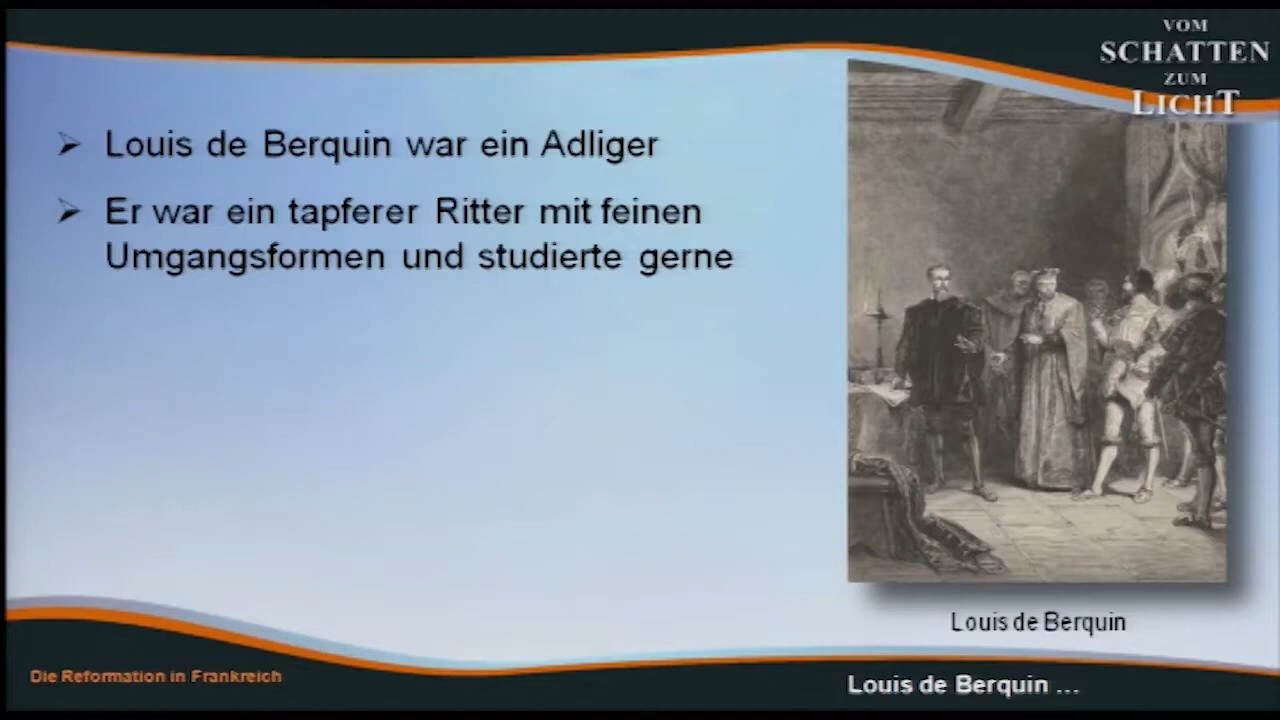 VOM
SCHATTEN
ZUM
LICHT
➢ Louis de Berquin war ein Adliger
➢ Er war ein tapferer Ritter mit feinen
Umgangsformen und studierte gerne
Louis de Berquin
Die Reformation in Frankreich
Louis de Berquin ...